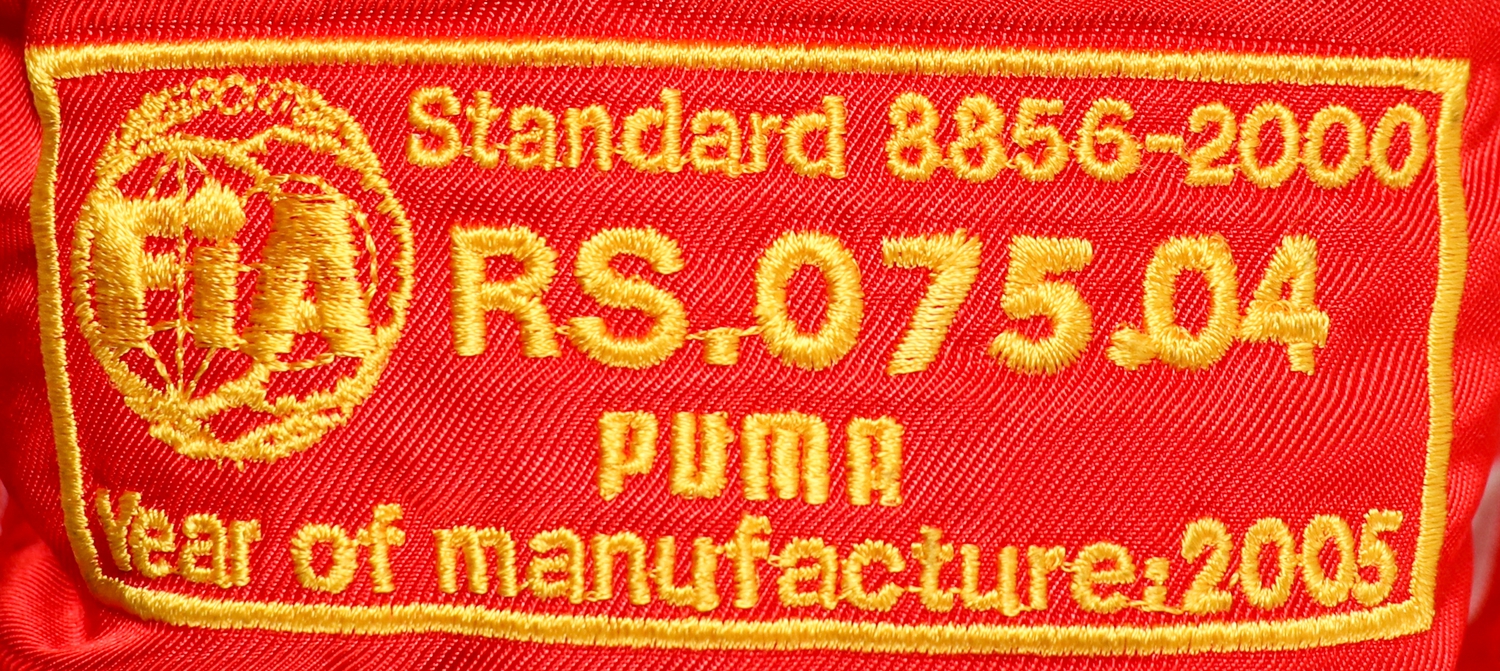 FIA
Standard 8856-2000
RS.075.04
PUMA
Year of manufacture:2005